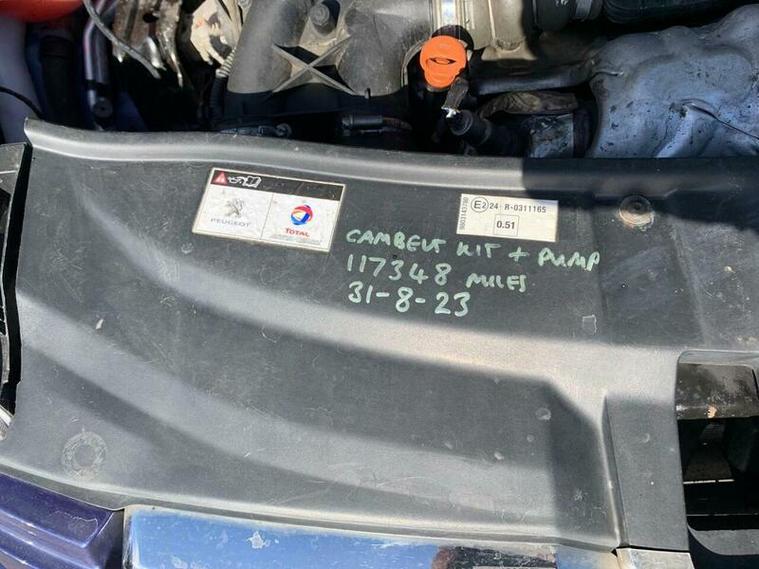 PEUGEOT
TOTAL
E2 24 R-0311165
0.51
CAMBELT KIT + PUMP
117348 MILES
31-8-23